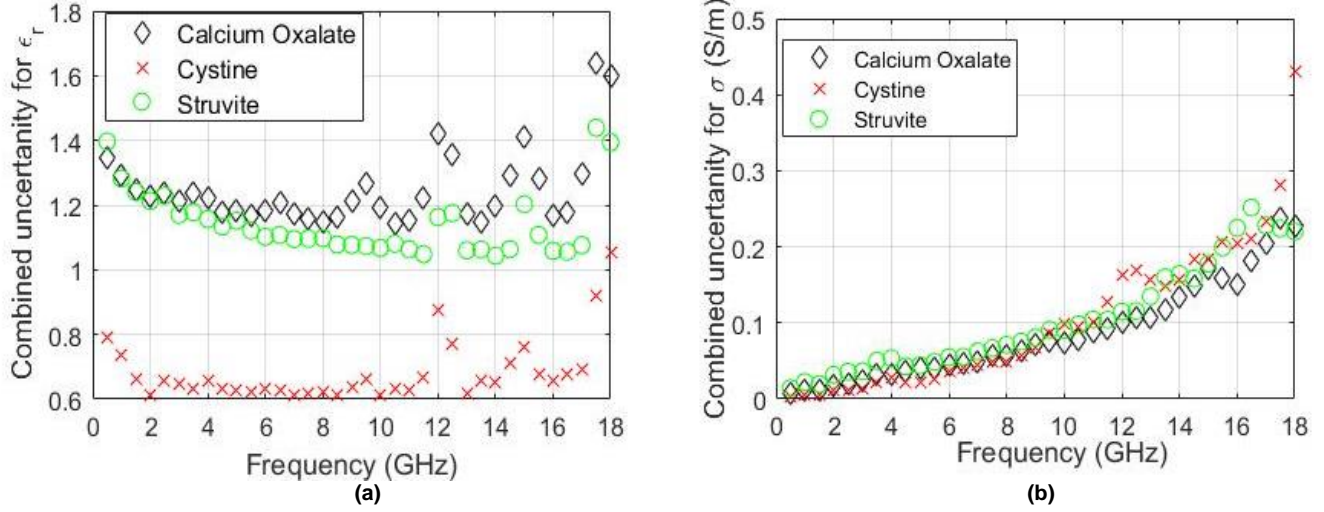 Combined uncertainty for ϵr
1.8
1.6
1.4
1.2
1
0.8
0.6
Calcium Oxalate
Cystine
Struvite
0 2 4 6 8 10 12 14 16 18
Frequency (GHz)
(a)
Combined uncertainty for σ (S/m)
0.5
0.4
0.3
0.2
0.1
0
Calcium Oxalate
Cystine
Struvite
0 2 4 6 8 10 12 14 16 18
Frequency (GHz)
(b)